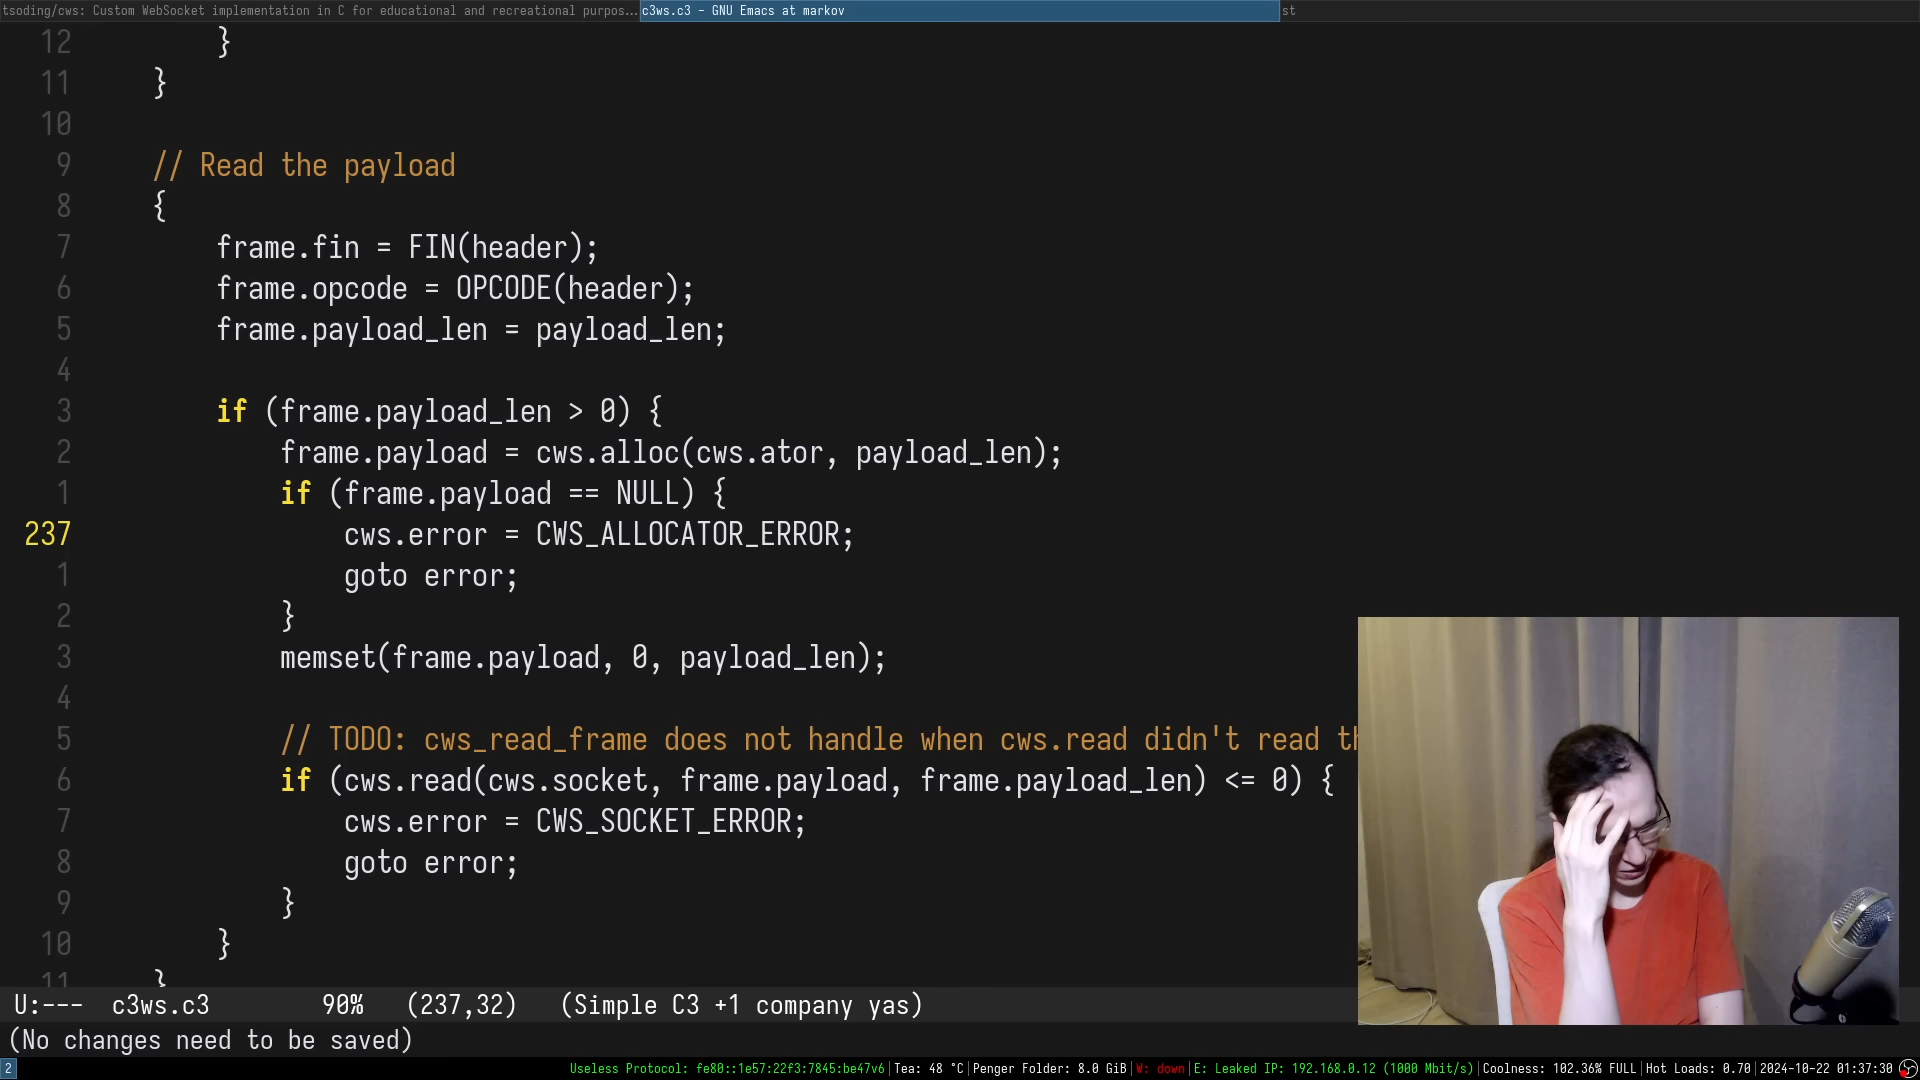 tsoding/cws: Custom WebSocket implementation in C for educational and recreational purpos... c3ws.c3 - GNU Emacs at markov st
12 }
11 }
10
9 // Read the payload
8 {
7 frame.fin = FIN(header);
6 frame.opcode = OPCODE(header);
5 frame.payload_len = payload_len;
4
3 if (frame.payload_len > 0) {
2 frame.payload = cws.alloc(cws.ator, payload_len);
1 if (frame.payload == NULL) {
237 cws.error = CWS_ALLOCATOR_ERROR;
1 goto error;
2 }
3 memset(frame.payload, 0, payload_len);
4
5 // TODO: cws_read_frame does not handle when cws.read didn't read th
6 if (cws.read(cws.socket, frame.payload, frame.payload_len) <= 0) {
7 cws.error = CWS_SOCKET_ERROR;
8 goto error;
9 }
10 }
11 }
U:--- c3ws.c3 90% (237,32) (Simple C3 +1 company yas)
(No changes need to be saved)
2 Useless Protocol: fe80::1e57:22f3:7845:be47v6|Tea: 48 °C|Penger Folder: 8.0 GiB|W: down|E: Leaked IP: 192.168.0.12 (1000 Mbit/s)|Coolness: 102.36% FULL|Hot Loads: 0.70|2024-10-22 01:37:30